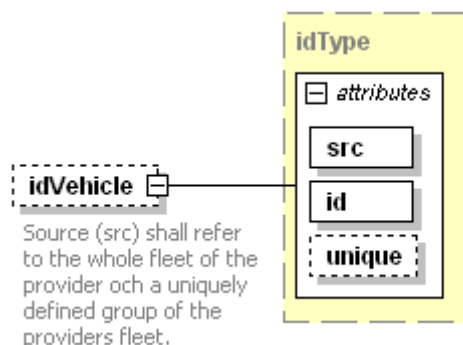 idType
attributes
src
id
unique
idVehicle
Source (src) shall refer
to the whole fleet of the
provider och a uniquely
defined group of the
providers fleet.